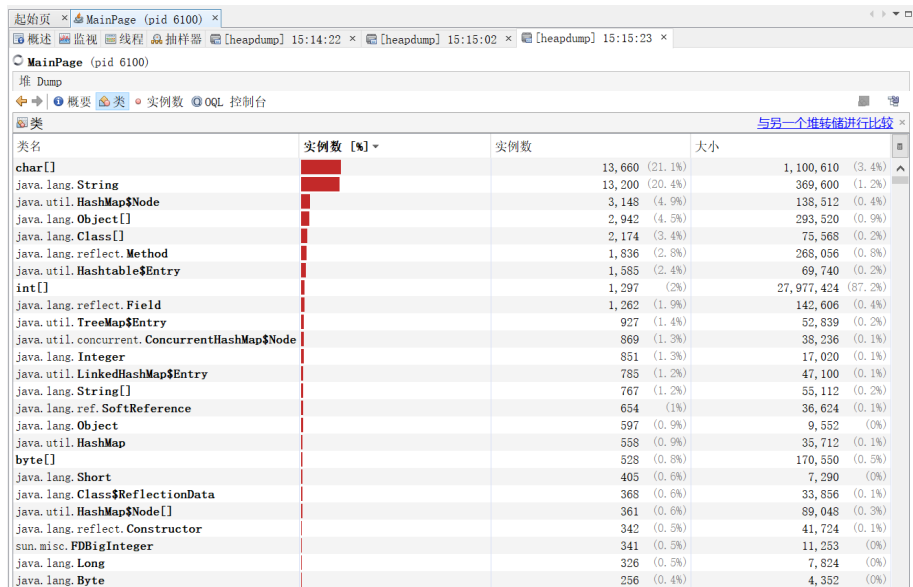 起始页 × MainPage (pid 6100) ×
概述 监视 线程 抽样器 [heapdump] 15:14:22 × [heapdump] 15:15:02 × [heapdump] 15:15:23 ×
MainPage (pid 6100)
堆 Dump
概要 类 实例数 OQL 控制台
类 与另一个堆转储进行比较 ×
类名 实例数 [%] 实例数 大小
char[] 13,660 (21.1%) 1,100,610 (3.4%)
java.lang.String 13,200 (20.4%) 369,600 (1.2%)
java.util.HashMap$Node 3,148 (4.9%) 138,512 (0.4%)
java.lang.Object[] 2,942 (4.5%) 293,520 (0.9%)
java.lang.Class[] 2,174 (3.4%) 75,568 (0.2%)
java.lang.reflect.Method 1,836 (2.8%) 268,056 (0.8%)
java.util.Hashtable$Entry 1,585 (2.4%) 69,740 (0.2%)
int[] 1,297 (2%) 27,977,424 (87.2%)
java.lang.reflect.Field 1,262 (1.9%) 142,606 (0.4%)
java.util.TreeMap$Entry 927 (1.4%) 52,839 (0.2%)
java.util.concurrent.ConcurrentHashMap$Node 869 (1.3%) 38,236 (0.1%)
java.lang.Integer 851 (1.3%) 17,020 (0.1%)
java.util.LinkedHashMap$Entry 785 (1.2%) 47,100 (0.1%)
java.lang.String[] 767 (1.2%) 55,112 (0.2%)
java.lang.ref.SoftReference 654 (1%) 36,624 (0.1%)
java.lang.Object 597 (0.9%) 9,552 (0%)
java.util.HashMap 558 (0.9%) 35,712 (0.1%)
byte[] 528 (0.8%) 170,550 (0.5%)
java.lang.Short 405 (0.6%) 7,290 (0%)
java.lang.Class$ReflectionData 368 (0.6%) 33,856 (0.1%)
java.util.HashMap$Node[] 361 (0.6%) 89,048 (0.3%)
java.lang.reflect.Constructor 342 (0.5%) 41,724 (0.1%)
sun.misc.FDBigInteger 341 (0.5%) 11,253 (0%)
java.lang.Long 326 (0.5%) 7,824 (0%)
java.lang.Byte 256 (0.4%) 4,352 (0%)